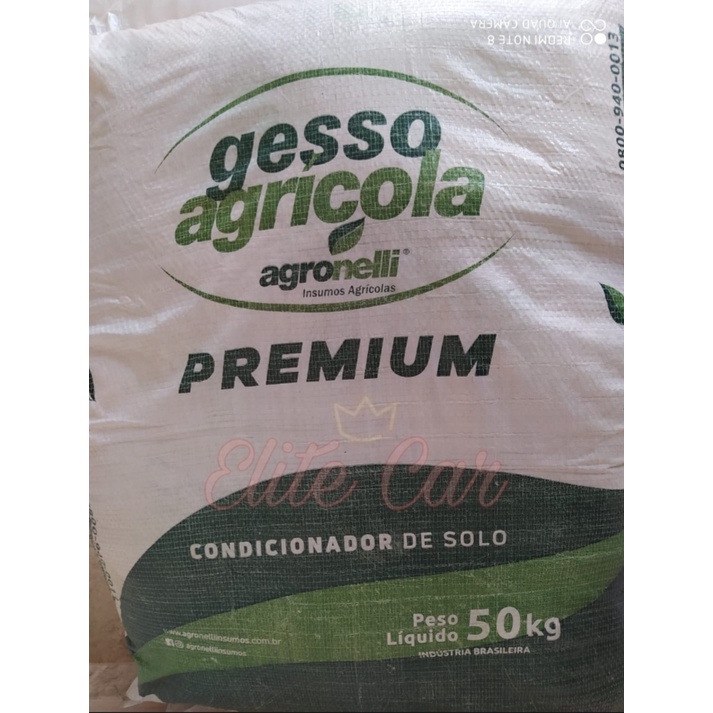 REDMI NOTE 8
AI QUAD CAMERA
0800-940-0013
gesso
agrícola
agronelli®
Insumos Agrícolas
PREMIUM
Elite Car
CONDICIONADOR DE SOLO
www.agronelliinsumos.com.br
agronelliinsumos
Peso
Líquido 50kg
INDÚSTRIA BRASILEIRA